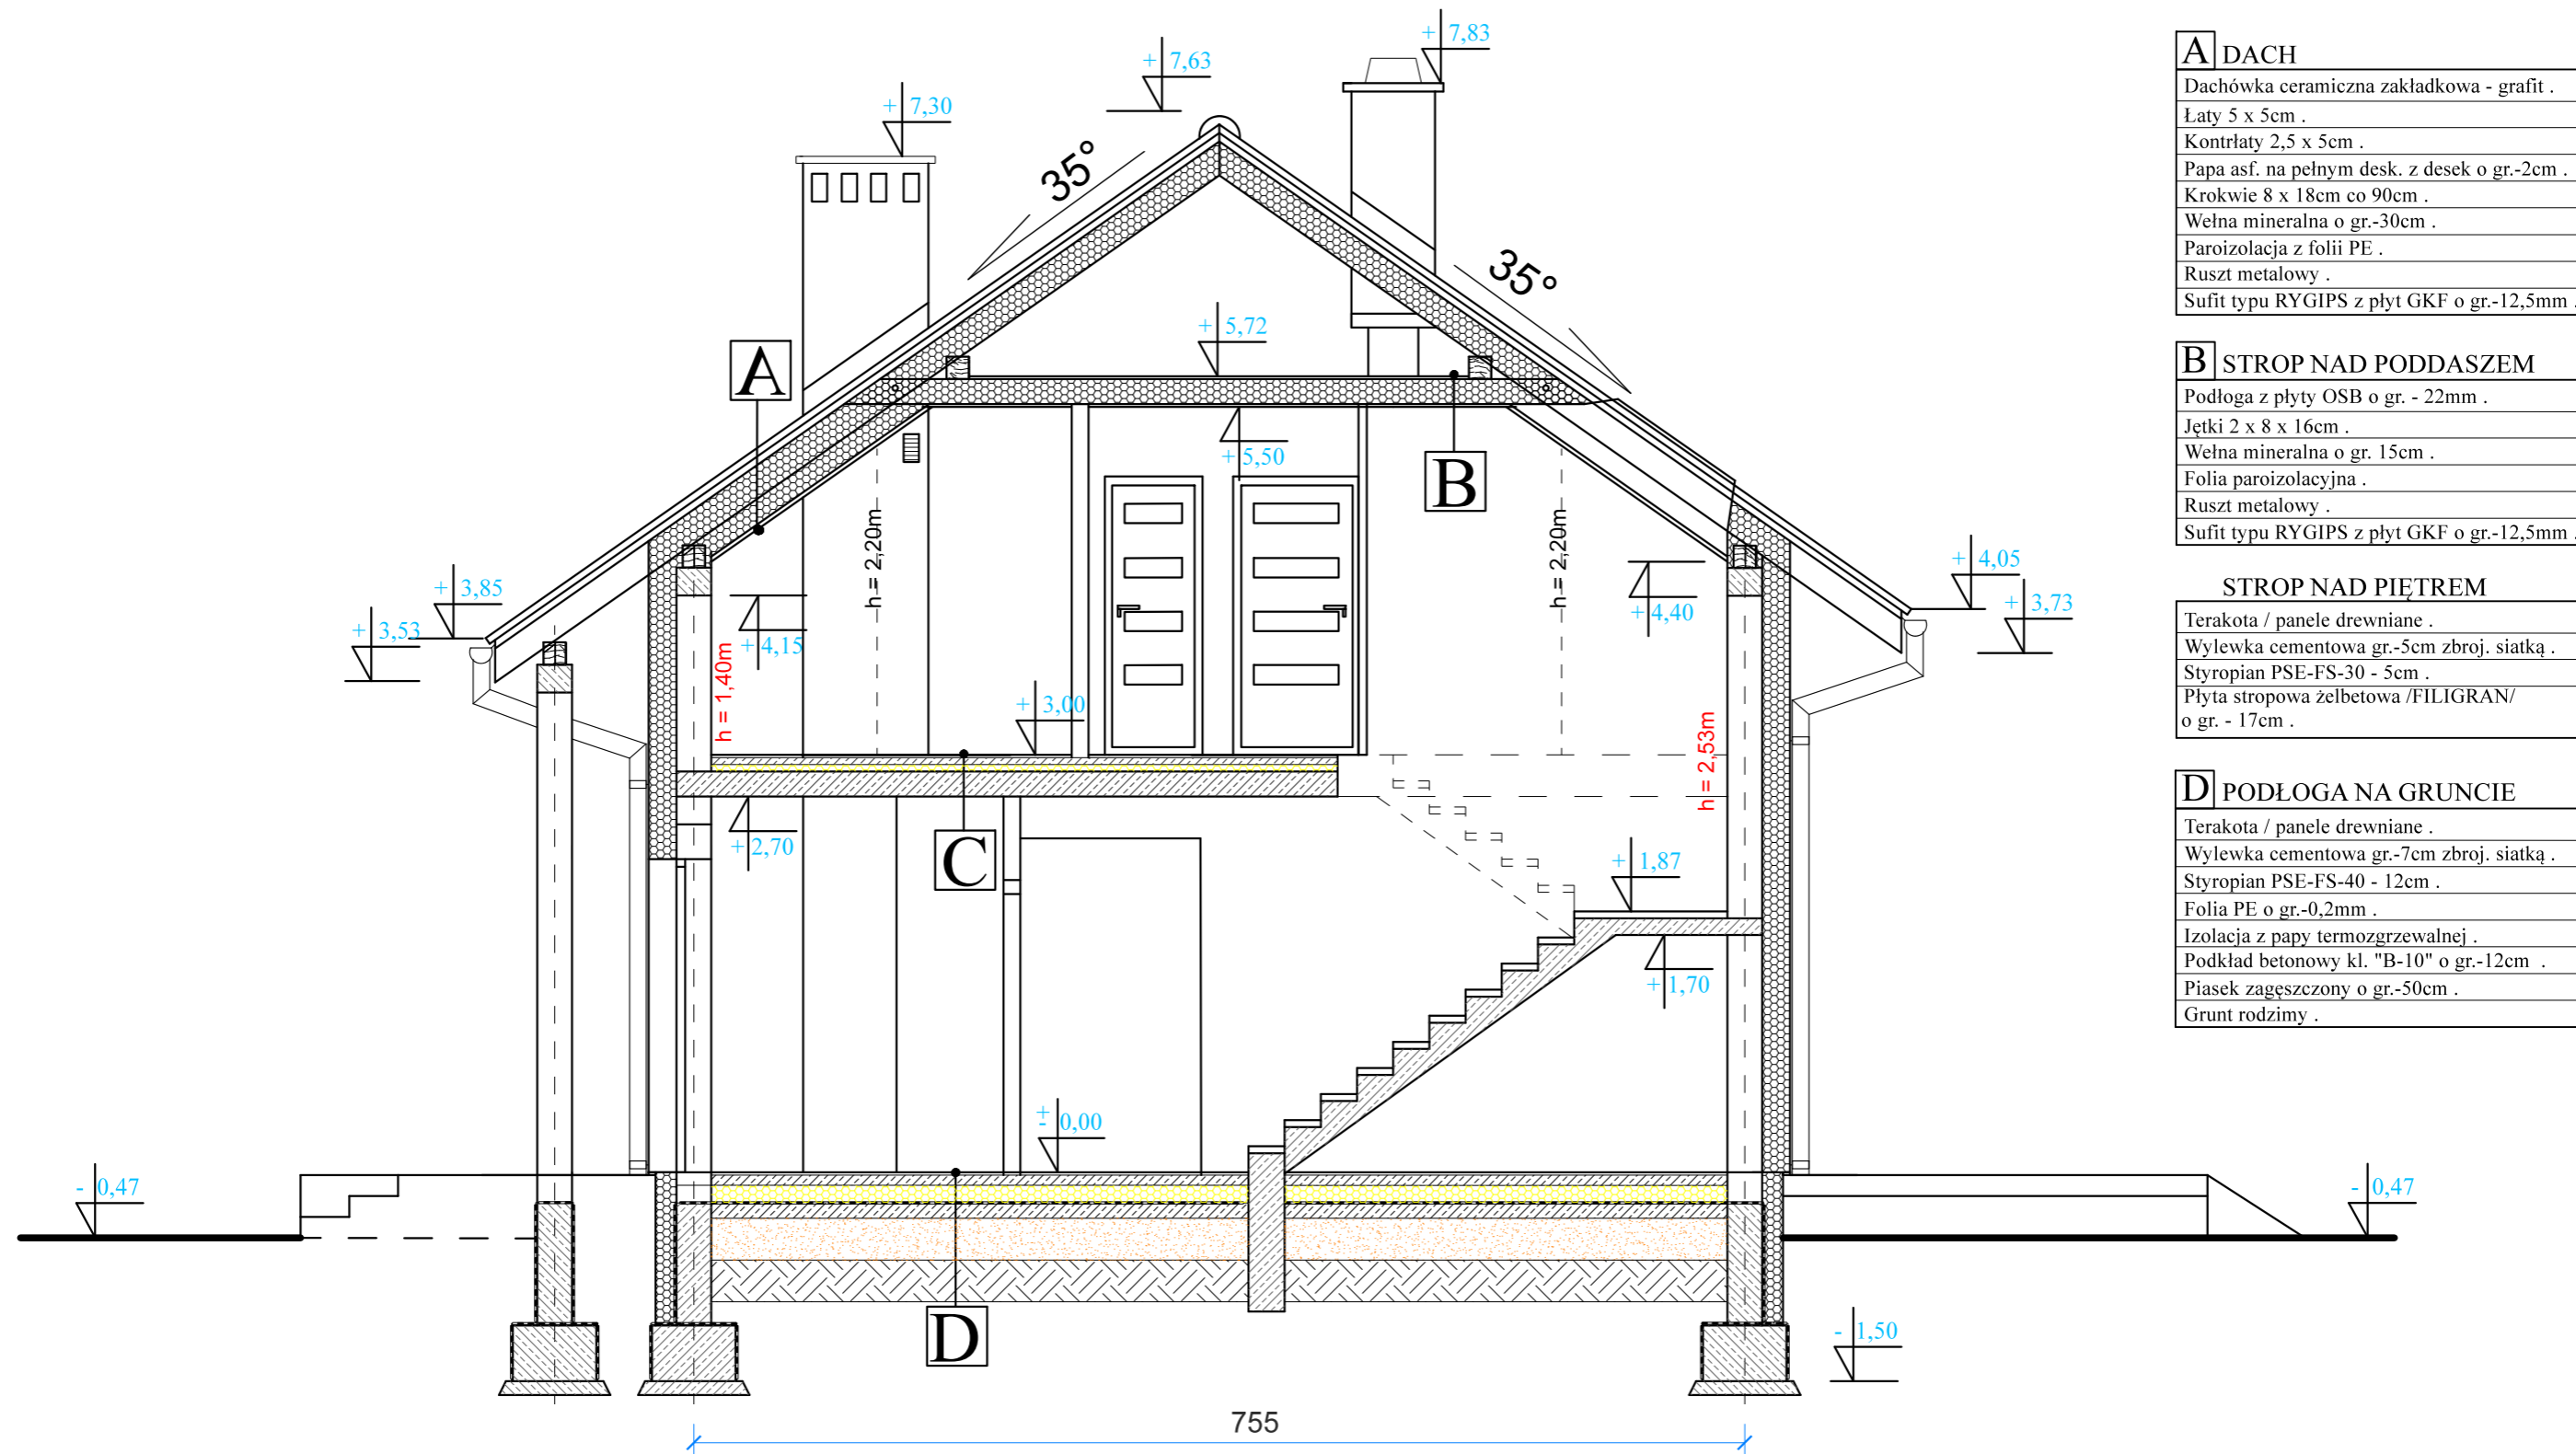 + 7,83
+ 7,63
+ 7,30
35°
35°
+ 5,72
A
+ 5,50
B
h = 2,20m
h = 2,20m
+ 4,05
+ 3,85
+ 3,73
+ 3,53
+ 4,40
+ 4,15
h = 1,40m
+ 3,00
h = 2,53m
+ 2,70
C
+ 1,87
+ 1,70
± 0,00
- 0,47
- 0,47
D
- 1,50
755
A DACH
Dachówka ceramiczna zakładkowa - grafit .
Łaty 5 x 5cm .
Kontrłaty 2,5 x 5cm .
Papa asf. na pełnym desk. z desek o gr.-2cm .
Krokwie 8 x 18cm co 90cm .
Wełna mineralna o gr.-30cm .
Paroizolacja z folii PE .
Ruszt metalowy .
Sufit typu RYGIPS z płyt GKF o gr.-12,5mm .
B STROP NAD PODDASZEM
Podłoga z płyty OSB o gr. - 22mm .
Jętki 2 x 8 x 16cm .
Wełna mineralna o gr. 15cm .
Folia paroizolacyjna .
Ruszt metalowy .
Sufit typu RYGIPS z płyt GKF o gr.-12,5mm .
STROP NAD PIĘTREM
Terakota / panele drewniane .
Wylewka cementowa gr.-5cm zbroj. siatką .
Styropian PSE-FS-30 - 5cm .
Płyta stropowa żelbetowa /FILIGRAN/
o gr. - 17cm .
D PODŁOGA NA GRUNCIE
Terakota / panele drewniane .
Wylewka cementowa gr.-7cm zbroj. siatką .
Styropian PSE-FS-40 - 12cm .
Folia PE o gr.-0,2mm .
Izolacja z papy termozgrzewalnej .
Podkład betonowy kl. "B-10" o gr.-12cm .
Piasek zagęszczony o gr.-50cm .
Grunt rodzimy .